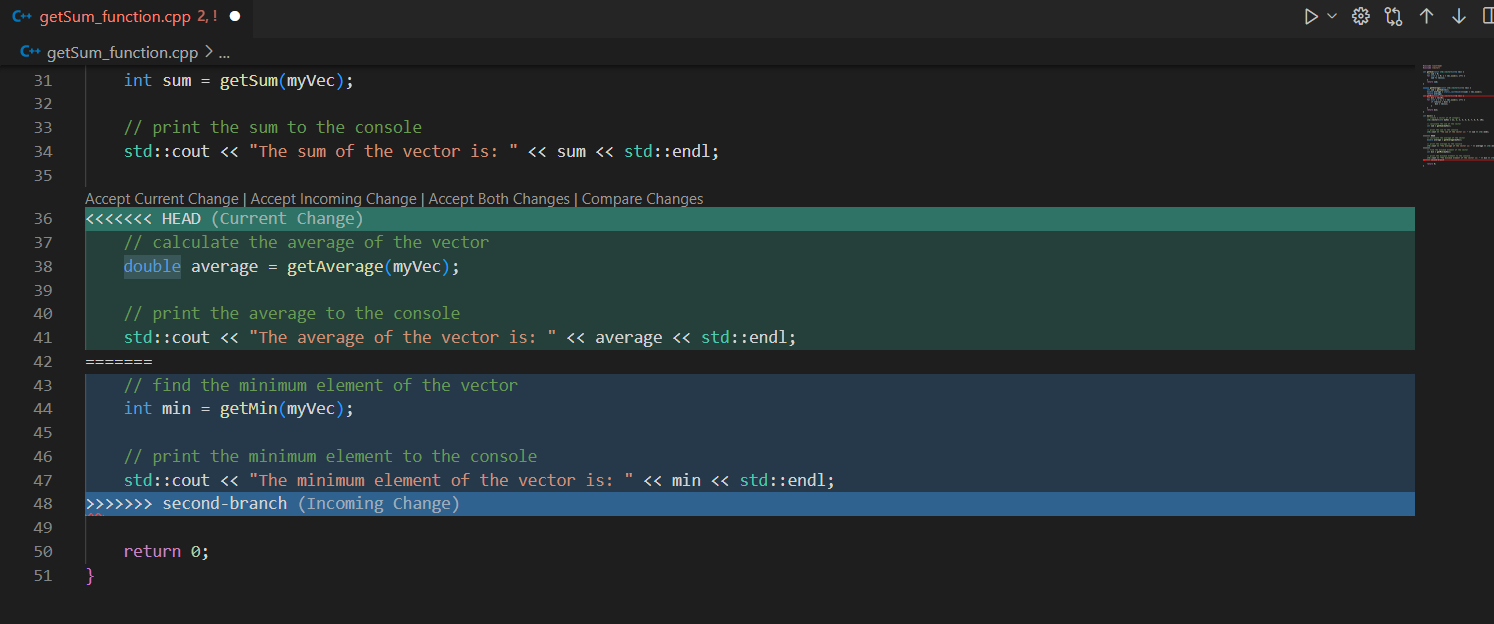 C++ getSum_function.cpp 2, !
C++ getSum_function.cpp > ...
31 int sum = getSum(myVec);
32
33 // print the sum to the console
34 std::cout << "The sum of the vector is: " << sum << std::endl;
35
Accept Current Change | Accept Incoming Change | Accept Both Changes | Compare Changes
36 <<<<<<< HEAD (Current Change)
37 // calculate the average of the vector
38 double average = getAverage(myVec);
39
40 // print the average to the console
41 std::cout << "The average of the vector is: " << average << std::endl;
42 =======
43 // find the minimum element of the vector
44 int min = getMin(myVec);
45
46 // print the minimum element to the console
47 std::cout << "The minimum element of the vector is: " << min << std::endl;
48 >>>>>>> second-branch (Incoming Change)
49
50 return 0;
51 }